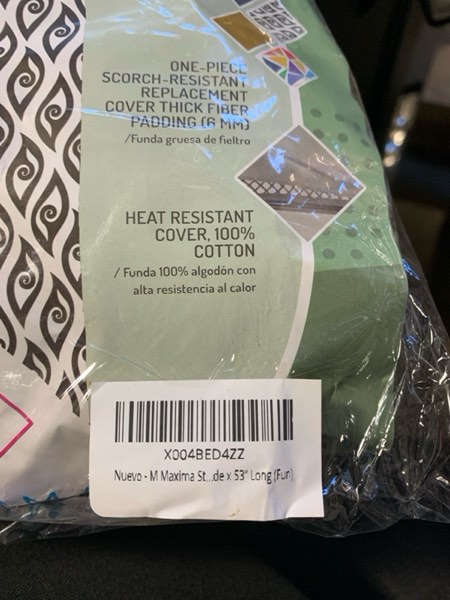 ONE-PIECE
SCORCH-RESISTANT
REPLACEMENT
COVER THICK FIBER
PADDING (6 MM)
/Funda gruesa de fieltro
HEAT RESISTANT
COVER, 100%
COTTON
/ Funda 100% algodón con
alta resistencia al calor
X004BED4ZZ
Nuevo - M Maxima St...de x 53" Long (Fun)